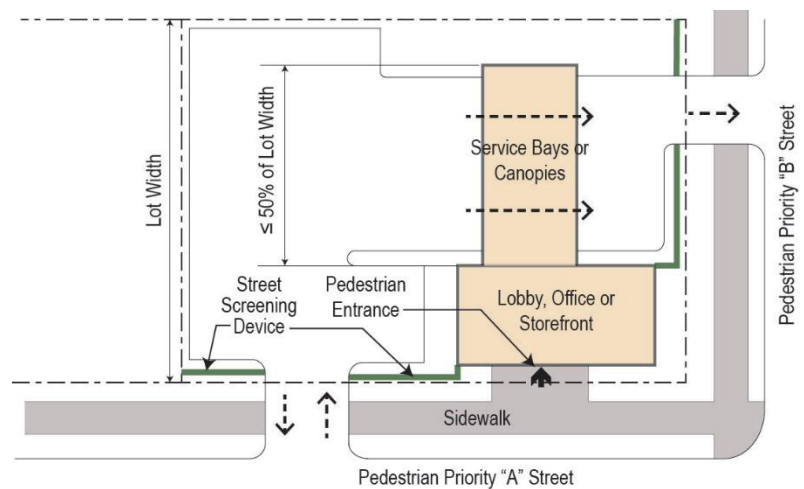 Lot Width
≤ 50% of Lot Width
Service Bays or
Canopies
Pedestrian Priority "B" Street
Street
Screening
Device
Pedestrian
Entrance
Lobby, Office or
Storefront
Sidewalk
Pedestrian Priority "A" Street